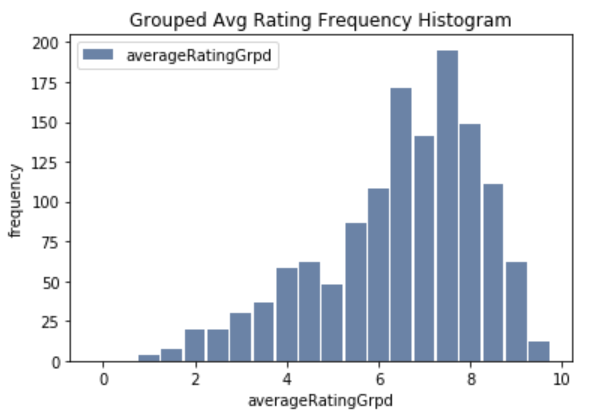 Grouped Avg Rating Frequency Histogram
averageRatingGrpd
frequency
200
175
150
125
100
75
50
25
0
0 2 4 6 8 10
averageRatingGrpd